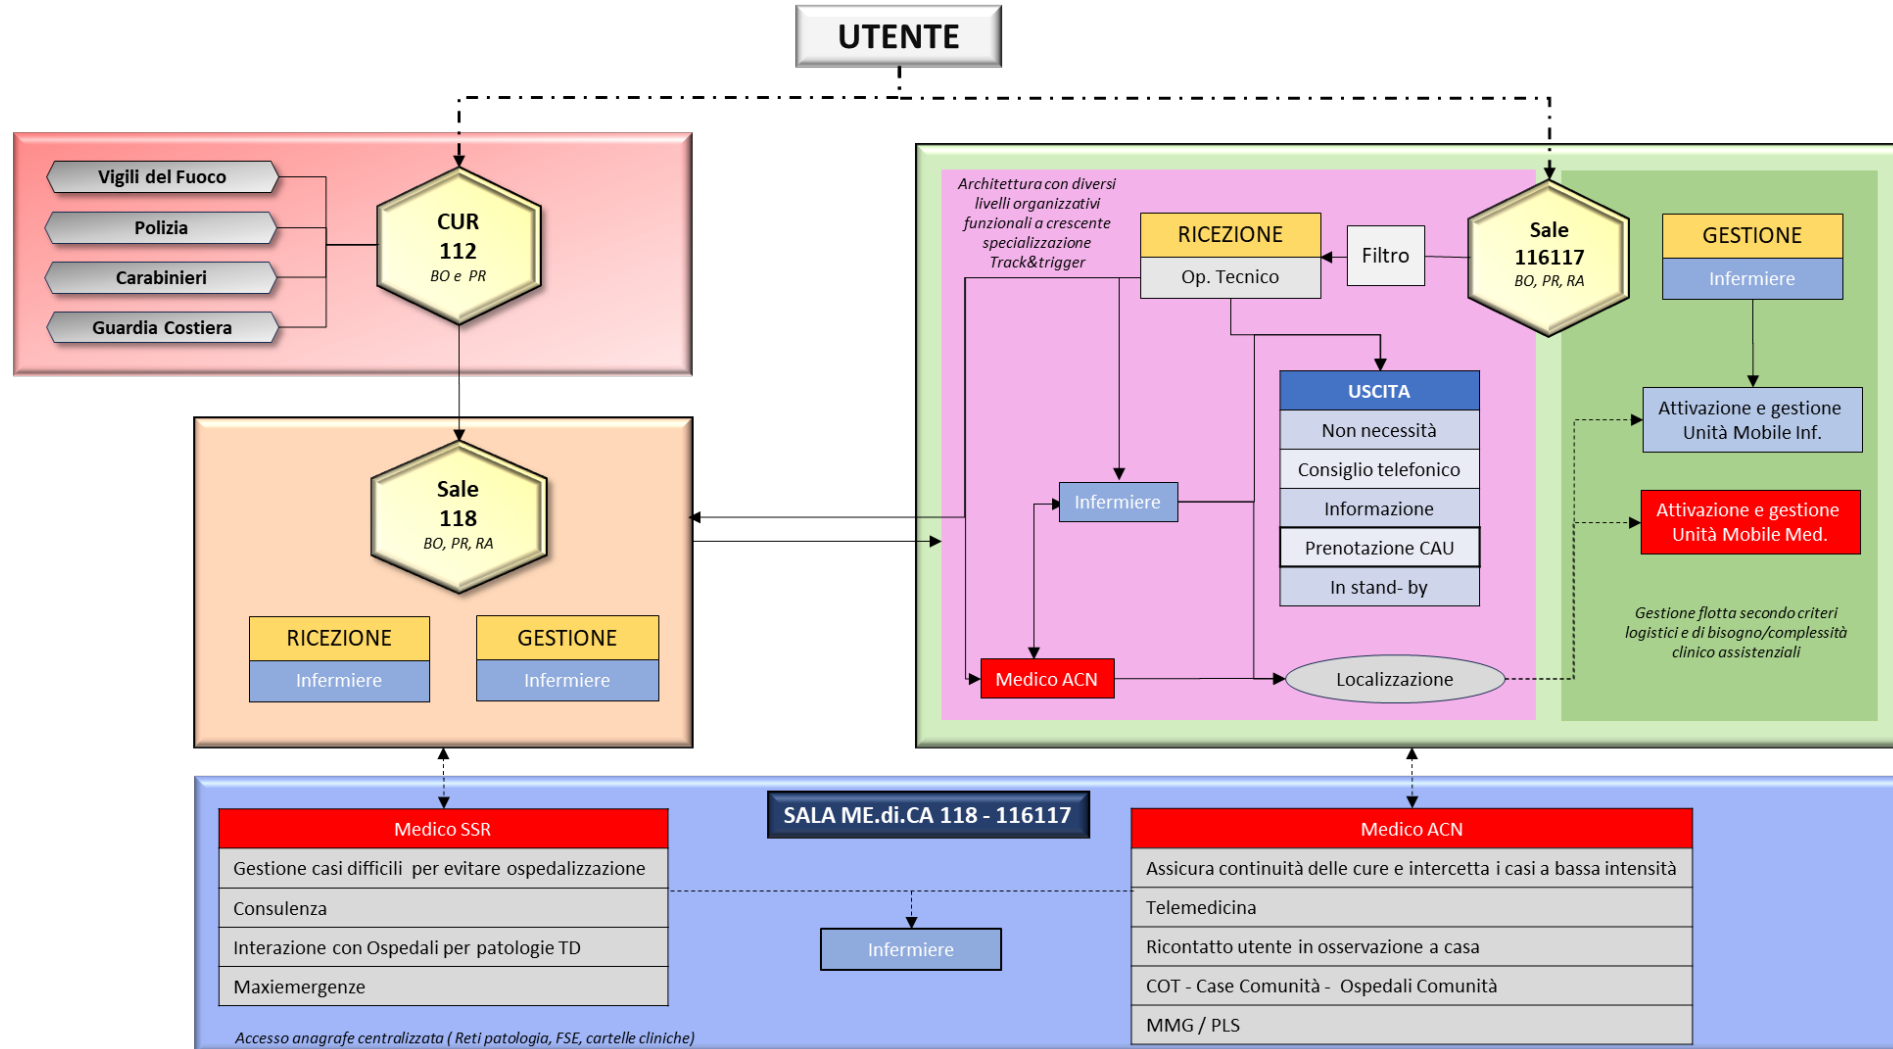 UTENTE
Vigili del Fuoco
Polizia
Carabinieri
Guardia Costiera
CUR
112
BO e PR
Sale
118
BO, PR, RA
RICEZIONE
Infermiere
GESTIONE
Infermiere
Architettura con diversi
livelli organizzativi
funzionali a crescente
specializzazione
Track&trigger
RICEZIONE
Op. Tecnico
Filtro
Sale
116117
BO, PR, RA
GESTIONE
Infermiere
USCITA
Non necessità
Consiglio telefonico
Informazione
Prenotazione CAU
In stand- by
Infermiere
Medico ACN
Localizzazione
Attivazione e gestione
Unità Mobile Inf.
Attivazione e gestione
Unità Mobile Med.
Gestione flotta secondo criteri
logistici e di bisogno/complessità
clinico assistenziali
SALA ME.di.CA 118 - 116117
Medico SSR
Gestione casi difficili per evitare ospedalizzazione
Consulenza
Interazione con Ospedali per patologie TD
Maxiemergenze
Infermiere
Medico ACN
Assicura continuità delle cure e intercetta i casi a bassa intensità
Telemedicina
Ricontatto utente in osservazione a casa
COT - Case Comunità - Ospedali Comunità
MMG / PLS
Accesso anagrafe centralizzata ( Reti patologia, FSE, cartelle cliniche)